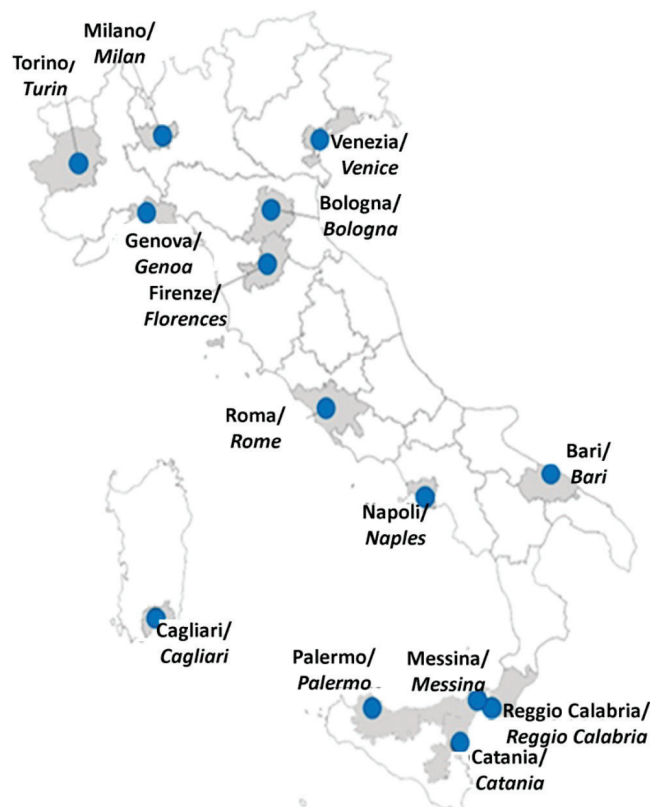 Milano/
Milan
Torino/
Turin
Venezia/
Venice
Bologna/
Bologna
Genova/
Genoa
Firenze/
Florences
Roma/
Rome
Bari/
Bari
Napoli/
Naples
Cagliari/
Cagliari
Palermo/
Palermo
Messina/
Messina
Reggio Calabria/
Reggio Calabria
Catania/
Catania